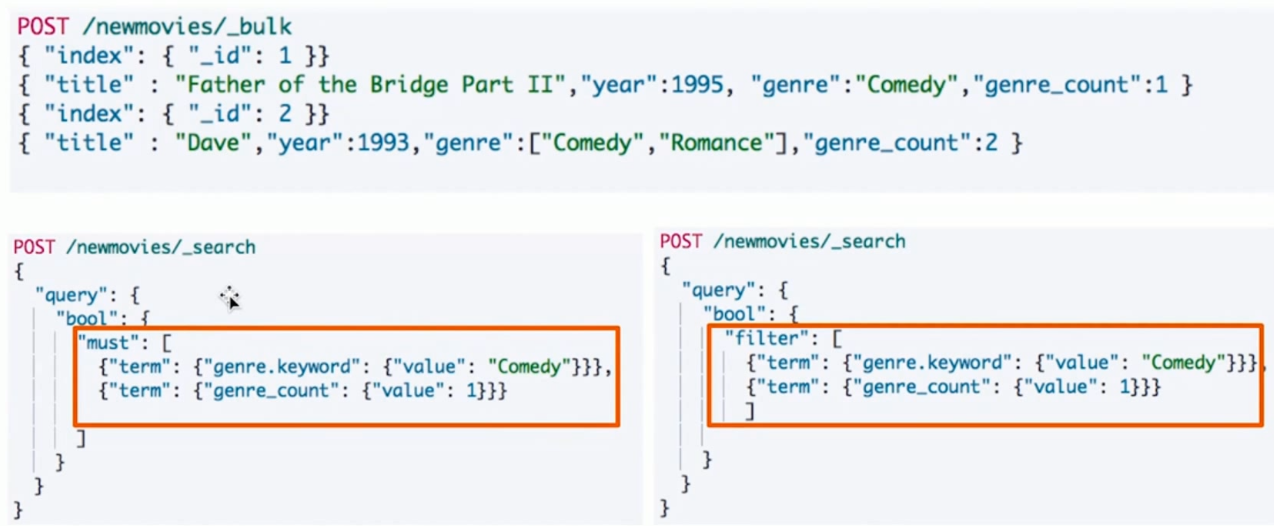 POST /newmovies/_bulk
{ "index": { "_id": 1 }}
{ "title" : "Father of the Bridge Part II","year":1995, "genre":"Comedy","genre_count":1 }
{ "index": { "_id": 2 }}
{ "title" : "Dave","year":1993,"genre":["Comedy","Romance"],"genre_count":2 }
POST /newmovies/_search
{
"query": {
"bool": {
"must": [
{"term": {"genre.keyword": {"value": "Comedy"}}},
{"term": {"genre_count": {"value": 1}}}
]
}
}
}
POST /newmovies/_search
{
"query": {
"bool": {
"filter": [
{"term": {"genre.keyword": {"value": "Comedy"}}},
{"term": {"genre_count": {"value": 1}}}
]
}
}
}